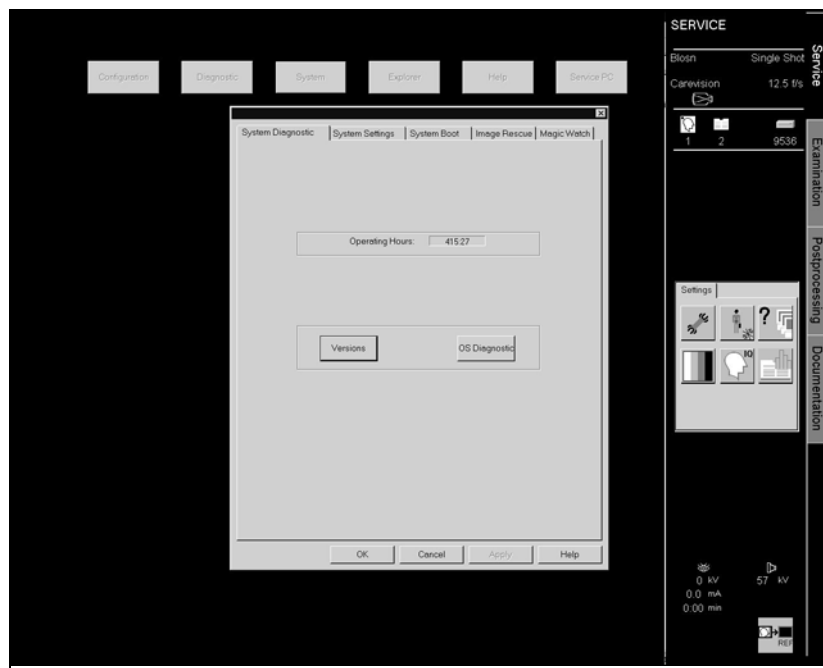 SERVICE
Blosn Single Shot
Carevision 12.5 f/s
1 2 9536
Service
Examination
Postprocessing
Documentation
Configuration Diagnostic System Explorer Help Service PC
System Diagnostic System Settings System Boot Image Rescue Magic Watch
Operating Hours: 415:27
Versions OS Diagnostic
OK Cancel Apply Help
Settings
?
IQ
0 kV 57 kV
0.0 mA
0:00 min
REF